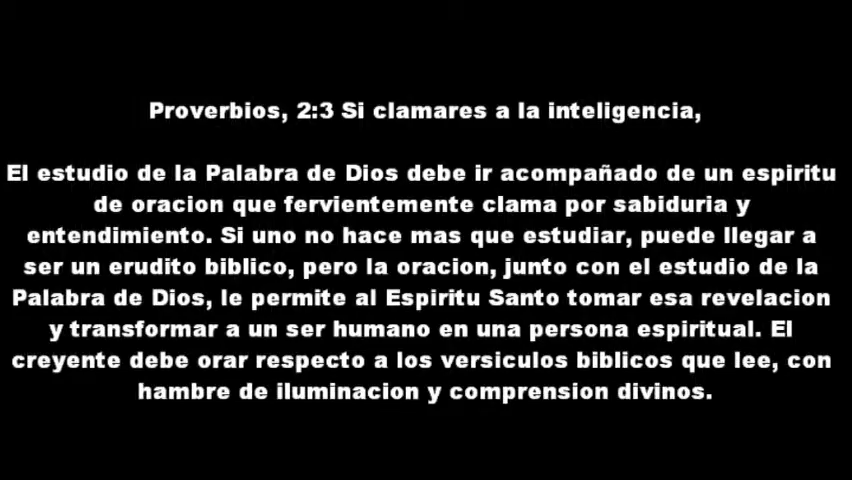 Proverbios, 2:3 Si clamares a la inteligencia,
El estudio de la Palabra de Dios debe ir acompañado de un espiritu
de oracion que fervientemente clama por sabiduria y
entendimiento. Si uno no hace mas que estudiar, puede llegar a
ser un erudito biblico, pero la oracion, junto con el estudio de la
Palabra de Dios, le permite al Espiritu Santo tomar esa revelacion
y transformar a un ser humano en una persona espiritual. El
creyente debe orar respecto a los versiculos biblicos que lee, con
hambre de iluminacion y comprension divinos.